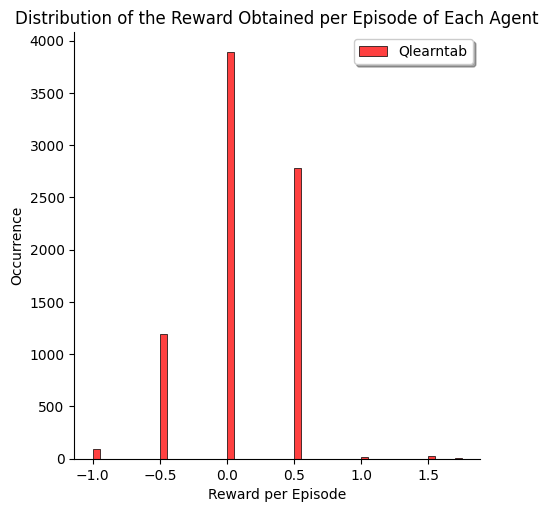 Distribution of the Reward Obtained per Episode of Each Agent
Qlearntab
4000
3500
3000
2500
2000
1500
1000
500
0
Occurrence
−1.0 −0.5 0.0 0.5 1.0 1.5
Reward per Episode